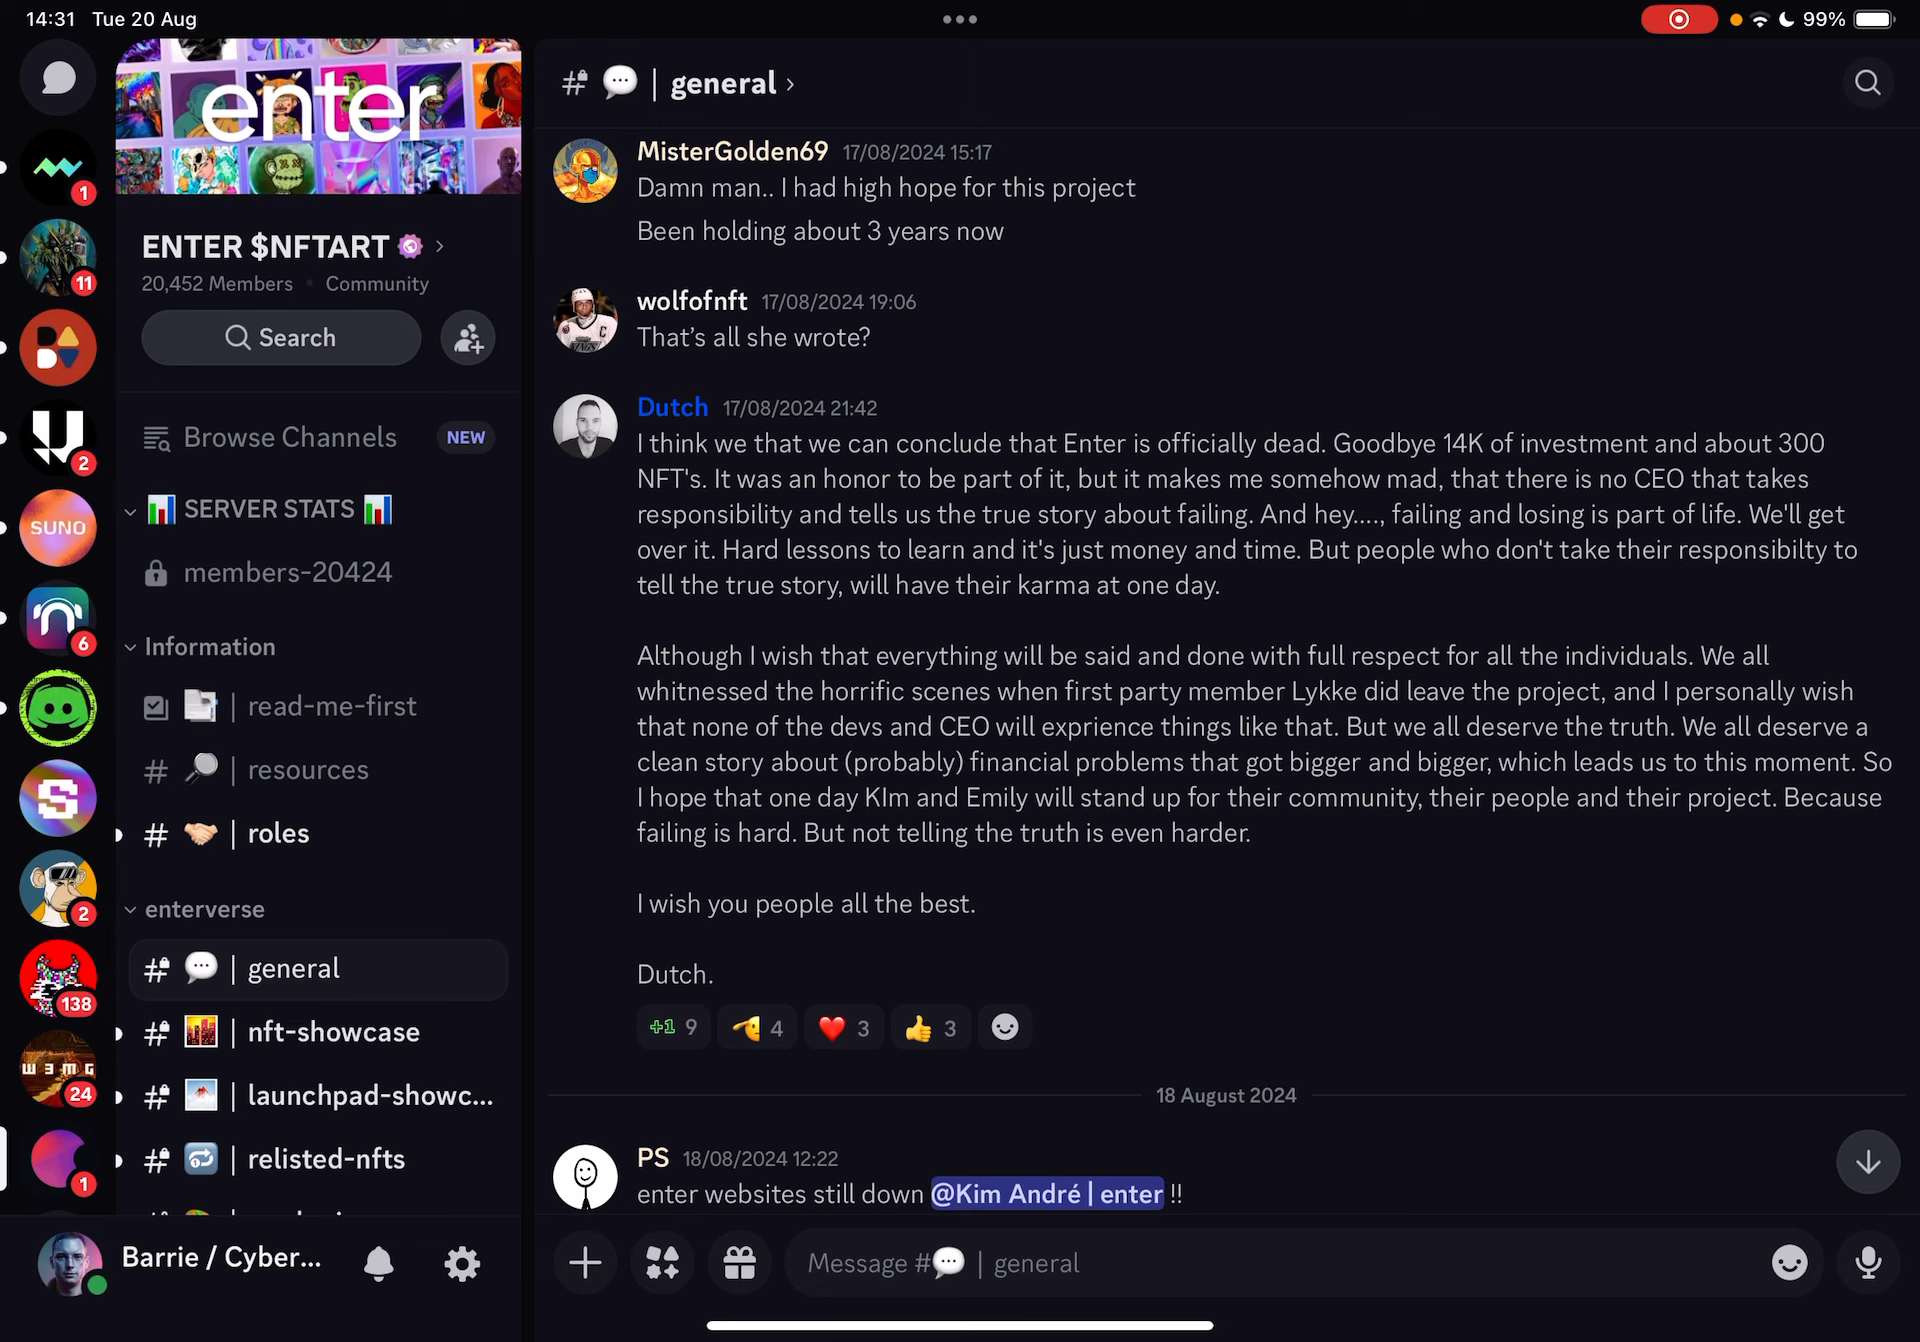 14:31 Tue 20 Aug
99%
enter
ENTER $NFTART
20,452 Members • Community
Search
Browse Channels NEW
SERVER STATS
members-20424
Information
| read-me-first
# | resources
# | roles
enterverse
# | general
# | nft-showcase
# | launchpad-showc...
# | relisted-nfts
Barrie / Cyber...
1
11
2
SUNO
6
2
138
W3MG
24
1
# | general
MisterGolden69 17/08/2024 15:17
Damn man.. I had high hope for this project
Been holding about 3 years now
wolfofnft 17/08/2024 19:06
That's all she wrote?
Dutch 17/08/2024 21:42
I think we that we can conclude that Enter is officially dead. Goodbye 14K of investment and about 300
NFT's. It was an honor to be part of it, but it makes me somehow mad, that there is no CEO that takes
responsibility and tells us the true story about failing. And hey...., failing and losing is part of life. We'll get
over it. Hard lessons to learn and it's just money and time. But people who don't take their responsibilty to
tell the true story, will have their karma at one day.
Although I wish that everything will be said and done with full respect for all the individuals. We all
whitnessed the horrific scenes when first party member Lykke did leave the project, and I personally wish
that none of the devs and CEO will exprience things like that. But we all deserve the truth. We all deserve a
clean story about (probably) financial problems that got bigger and bigger, which leads us to this moment. So
I hope that one day KIm and Emily will stand up for their community, their people and their project. Because
failing is hard. But not telling the truth is even harder.
I wish you people all the best.
Dutch.
+1 9 4 3 3
18 August 2024
PS 18/08/2024 12:22
enter websites still down @Kim André | enter !!
Message # | general